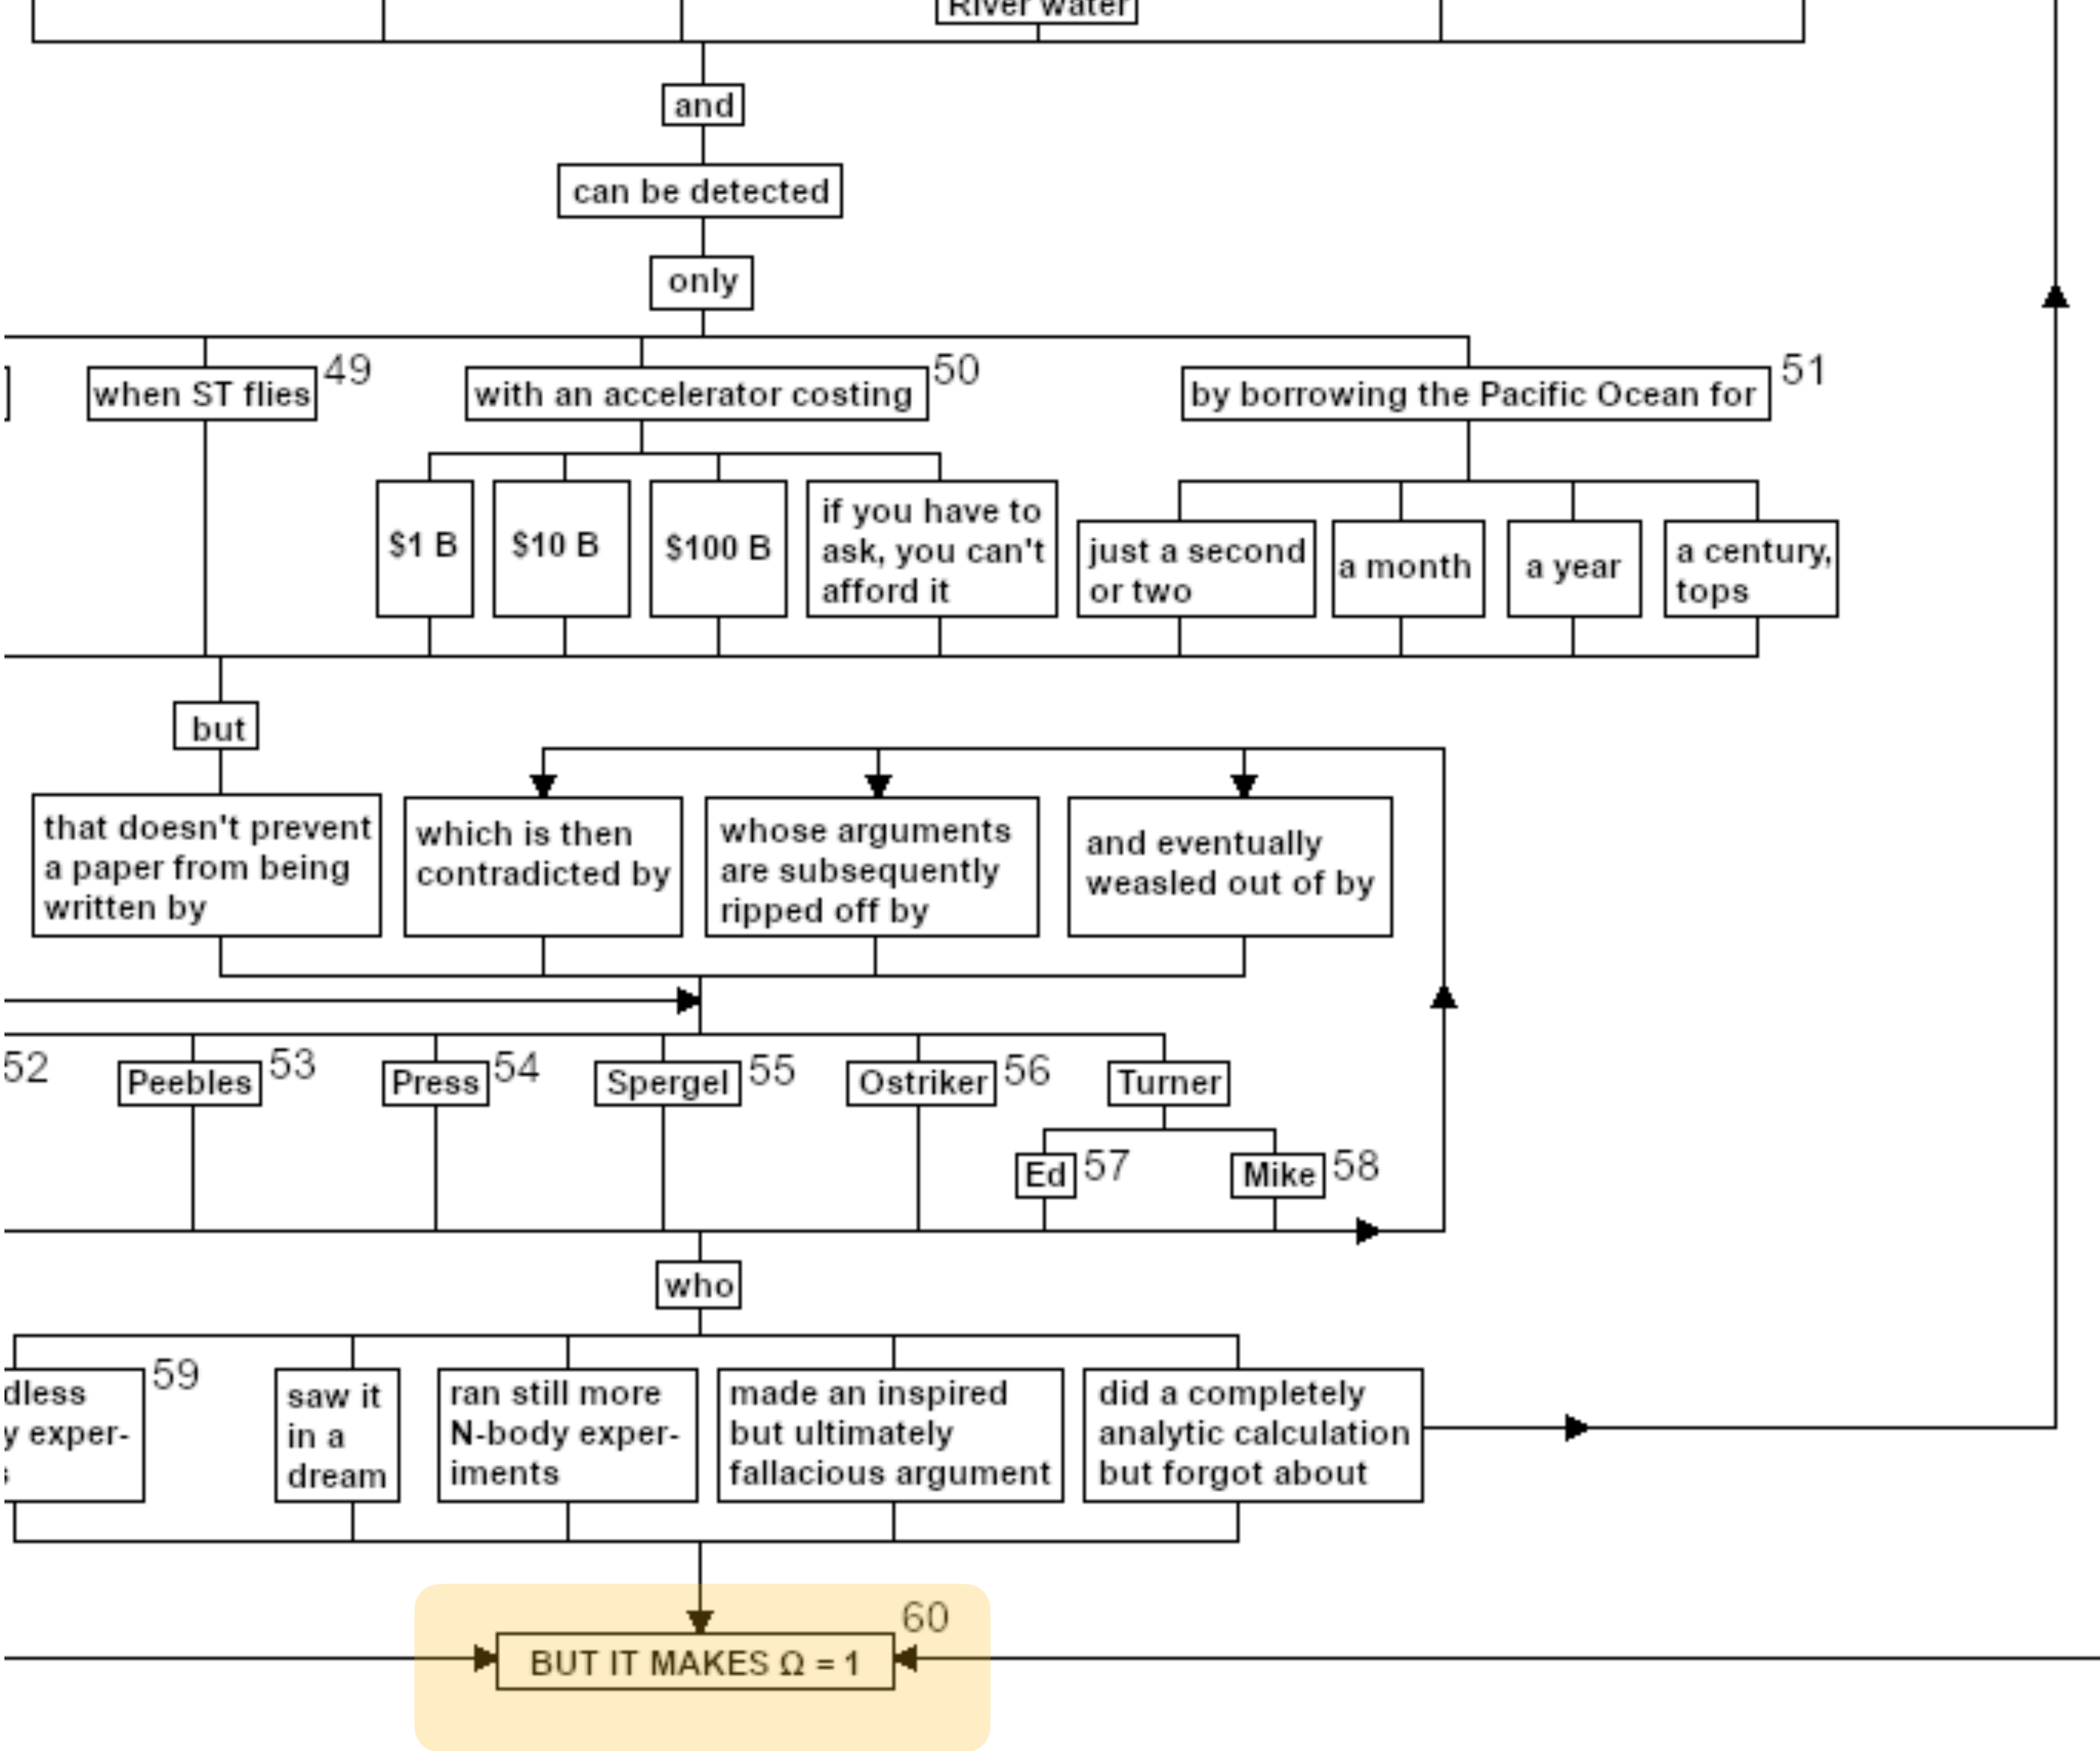 River water
and
can be detected
only
when ST flies
49
with an accelerator costing
50
by borrowing the Pacific Ocean for
51
$1 B
$10 B
$100 B
if you have to
ask, you can't
afford it
just a second
or two
a month
a year
a century,
tops
but
that doesn't prevent
a paper from being
written by
which is then
contradicted by
whose arguments
are subsequently
ripped off by
and eventually
weasled out of by
52
Peebles
53
Press
54
Spergel
55
Ostriker
56
Turner
Ed
57
Mike
58
who
dless
y exper-
s
59
saw it
in a
dream
ran still more
N-body exper-
iments
made an inspired
but ultimately
fallacious argument
did a completely
analytic calculation
but forgot about
60
BUT IT MAKES Ω = 1